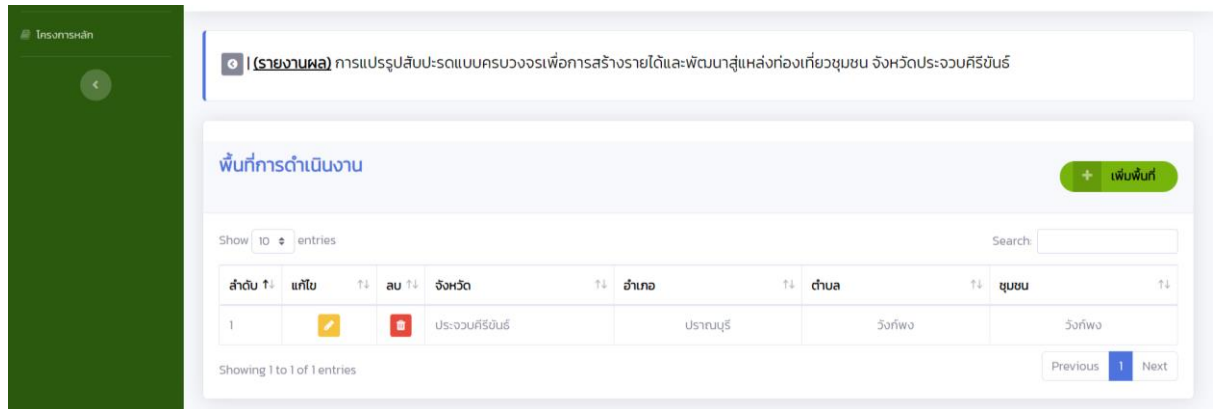 โครงการหลัก
| (รายงานผล) การแปรรูปสับปะรดแบบครบวงจรเพื่อการสร้างรายได้และพัฒนาสู่แหล่งท่องเที่ยวชุมชน จังหวัดประจวบคีรีขันธ์
พื้นที่การดำเนินงาน
+ เพิ่มพื้นที่
Show 10 entries Search:
ลำดับ แก้ไข ลบ จังหวัด อำเภอ ตำบล ชุมชน
1 ประจวบคีรีขันธ์ ปราณบุรี วังก์พง วังก์พง
Showing 1 to 1 of 1 entries Previous 1 Next